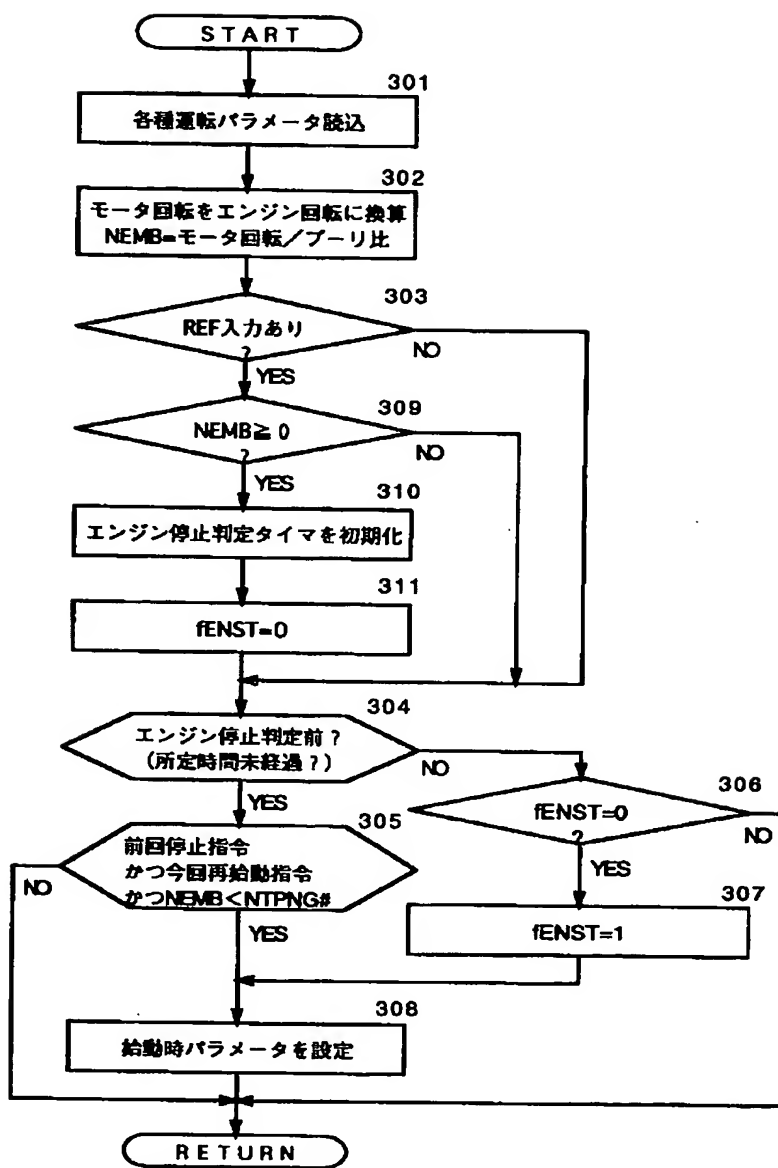 START
301
各種運転パラメータ読込
302
モータ回転をエンジン回転に換算
NEMB=モータ回転/プーリ比
303
REF入力あり
?
NO
YES
309
NEMB≧0
?
NO
YES
310
エンジン停止判定タイマを初期化
311
fENST=0
304
エンジン停止判定前?
(所定時間未経過?)
NO
YES
306
fENST=0
?
NO
YES
305
前回停止指令
かつ今回再始動指令
かつNEMB<NTPNG#
NO
YES
307
fENST=1
308
給動時パラメータを設定
RETURN